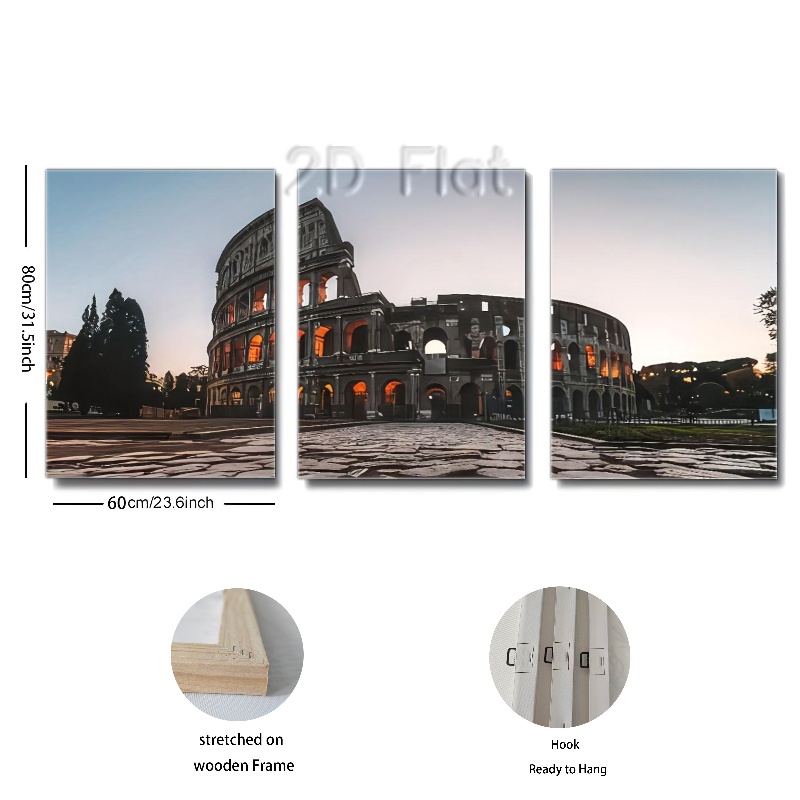 2D Flat
80cm/31.5inch
60cm/23.6inch
stretched on
wooden Frame
Hook
Ready to Hang